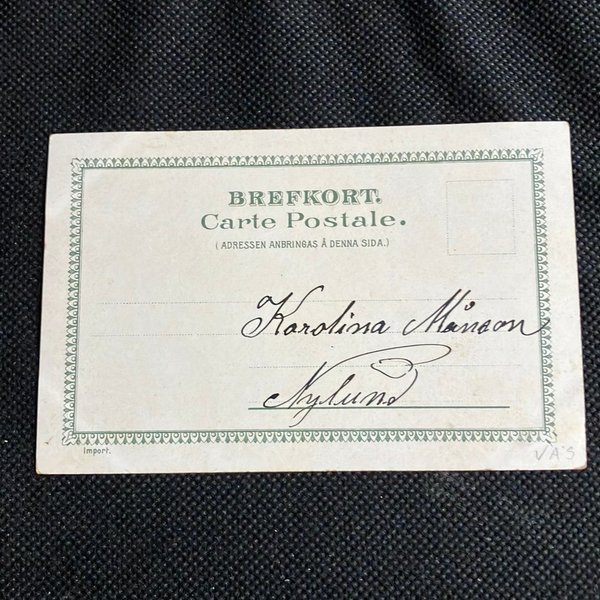 BREFKORT.
Carte Postale.
(ADRESSEN ANBRINGAS Å DENNA SIDA.)
Karolina Månson
Nylund
Import.
VA'S